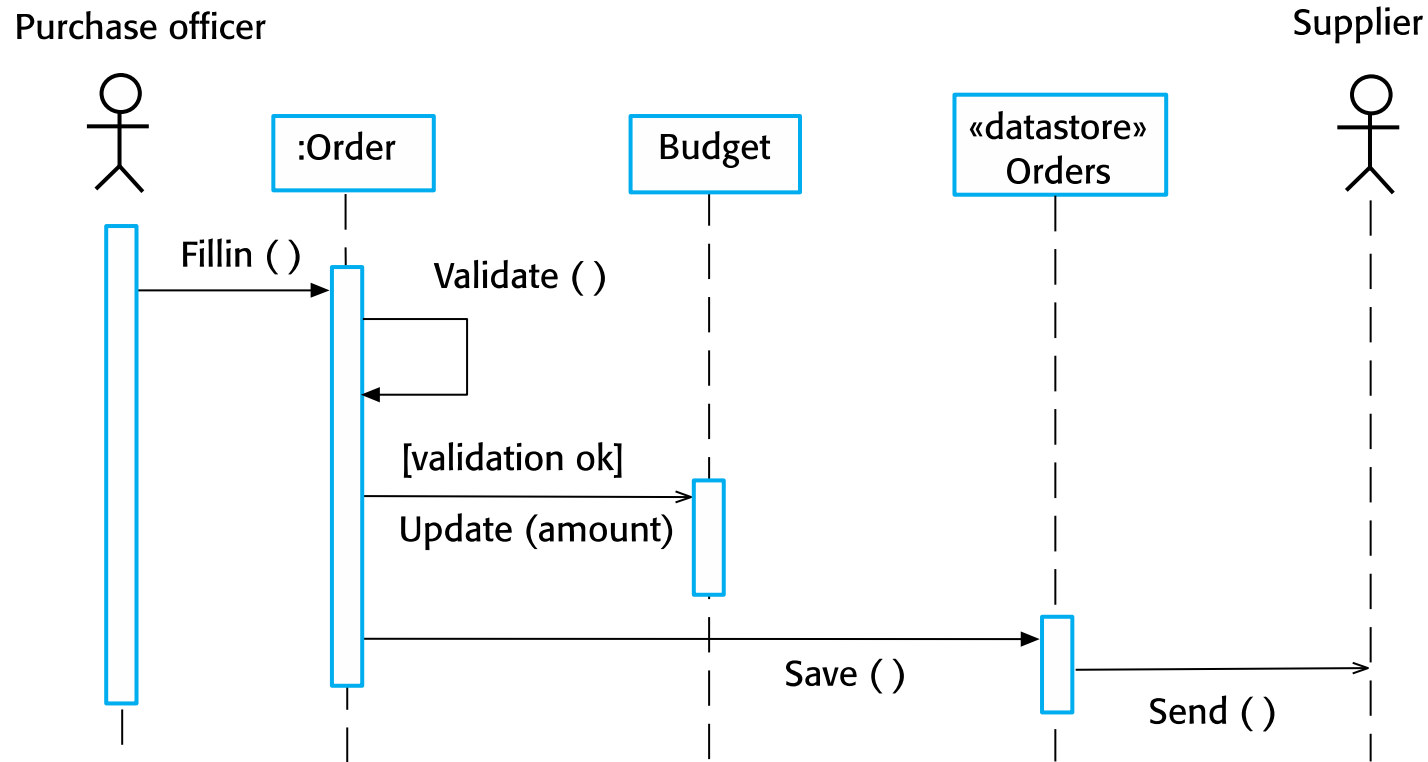 Purchase officer
Supplier
:Order
Budget
«datastore»
Orders
Fillin ( )
Validate ( )
[validation ok]
Update (amount)
Save ( )
Send ( )